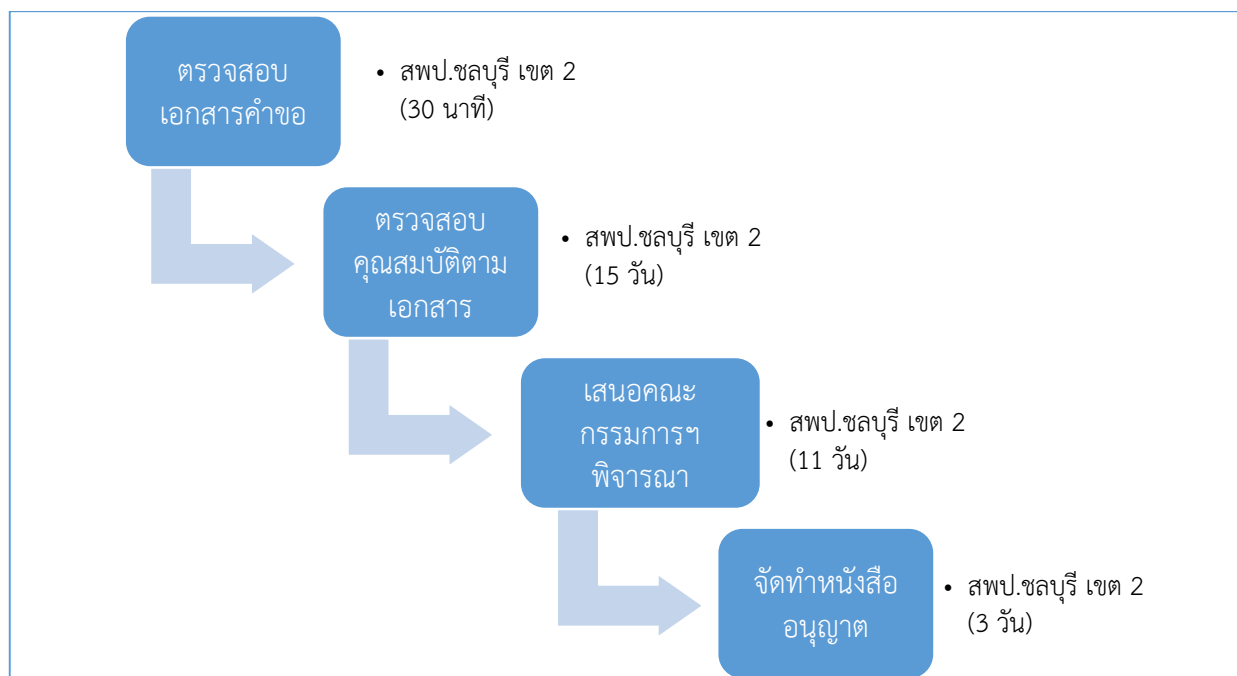 ตรวจสอบ
เอกสารคำขอ
• สพป.ชลบุรี เขต 2
(30 นาที)
ตรวจสอบ
คุณสมบัติตาม
เอกสาร
• สพป.ชลบุรี เขต 2
(15 วัน)
เสนอคณะ
กรรมการฯ
พิจารณา
• สพป.ชลบุรี เขต 2
(11 วัน)
จัดทำหนังสือ
อนุญาต
• สพป.ชลบุรี เขต 2
(3 วัน)